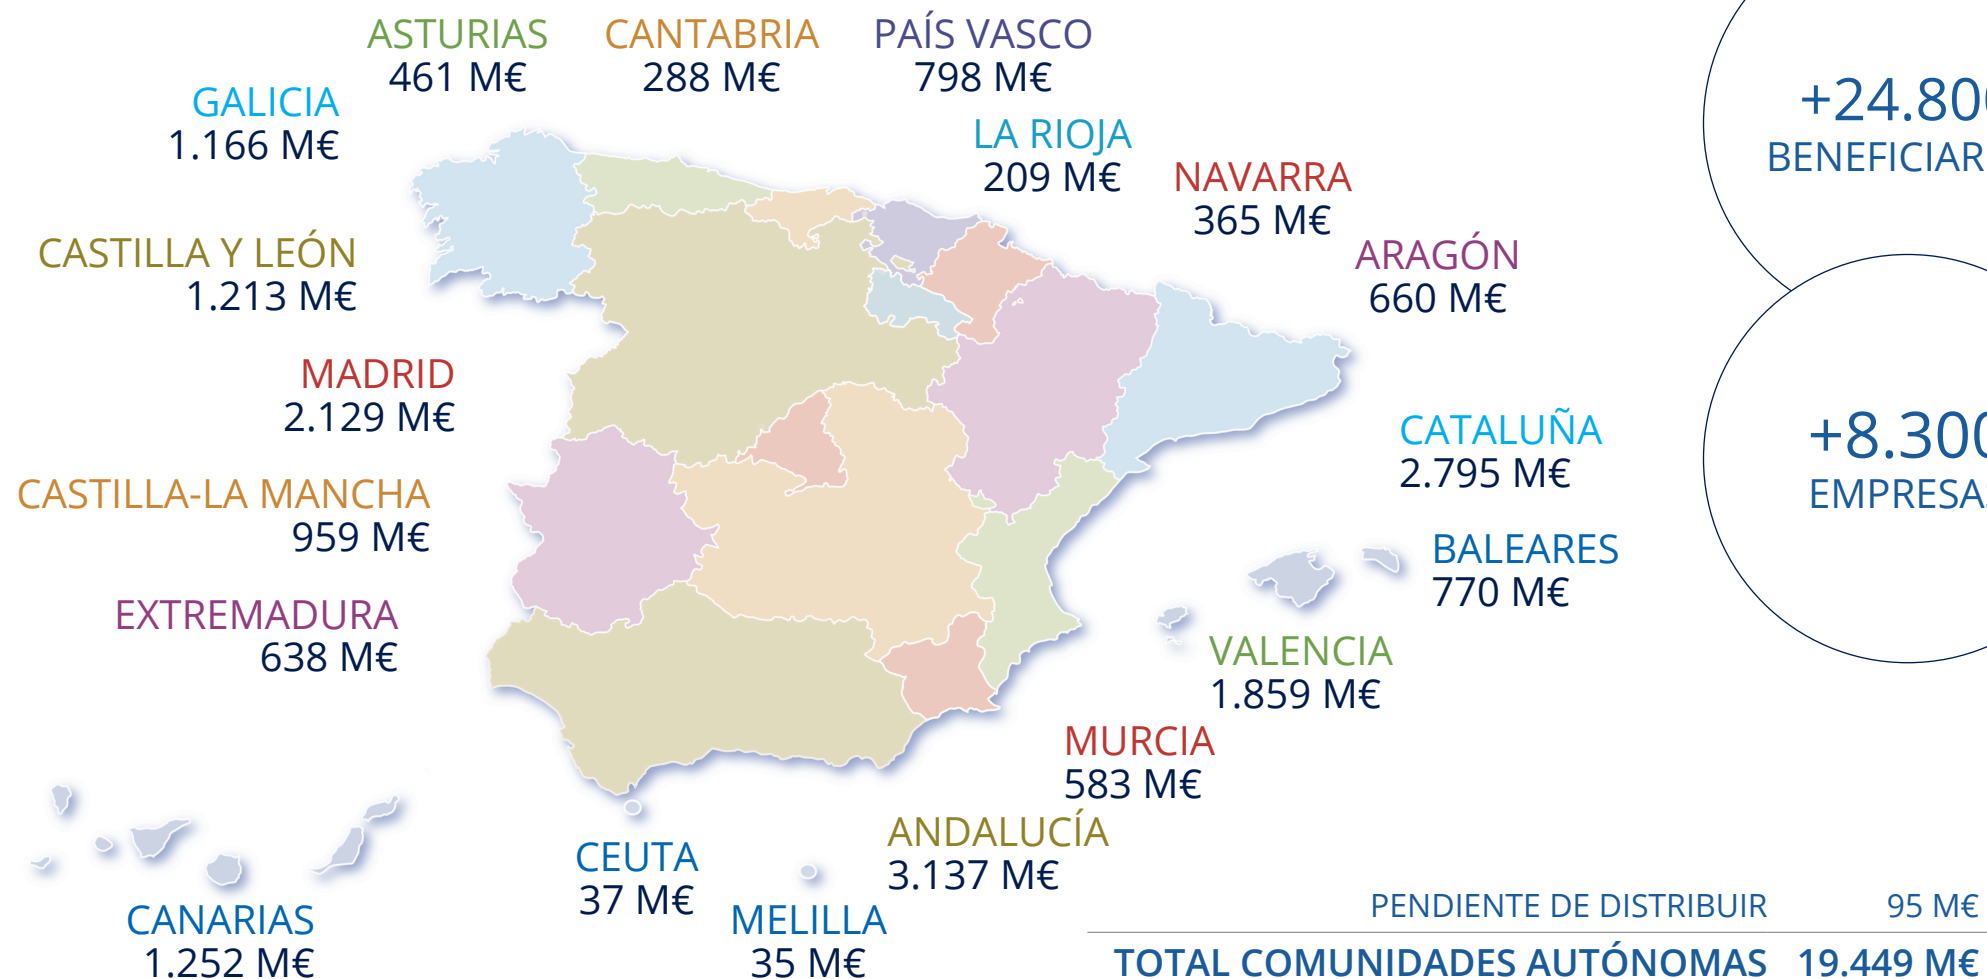 ASTURIAS
461 M€
CANTABRIA
288 M€
PAÍS VASCO
798 M€
GALICIA
1.166 M€
LA RIOJA
209 M€
NAVARRA
365 M€
CASTILLA Y LEÓN
1.213 M€
ARAGÓN
660 M€
MADRID
2.129 M€
CATALUÑA
2.795 M€
CASTILLA-LA MANCHA
959 M€
BALEARES
770 M€
EXTREMADURA
638 M€
VALENCIA
1.859 M€
MURCIA
583 M€
ANDALUCÍA
3.137 M€
CEUTA
37 M€
MELILLA
35 M€
CANARIAS
1.252 M€
+8.300
PENDIENTE DE DISTRIBUIR 95 M€
TOTAL COMUNIDADES AUTÓNOMAS 19.449 M€